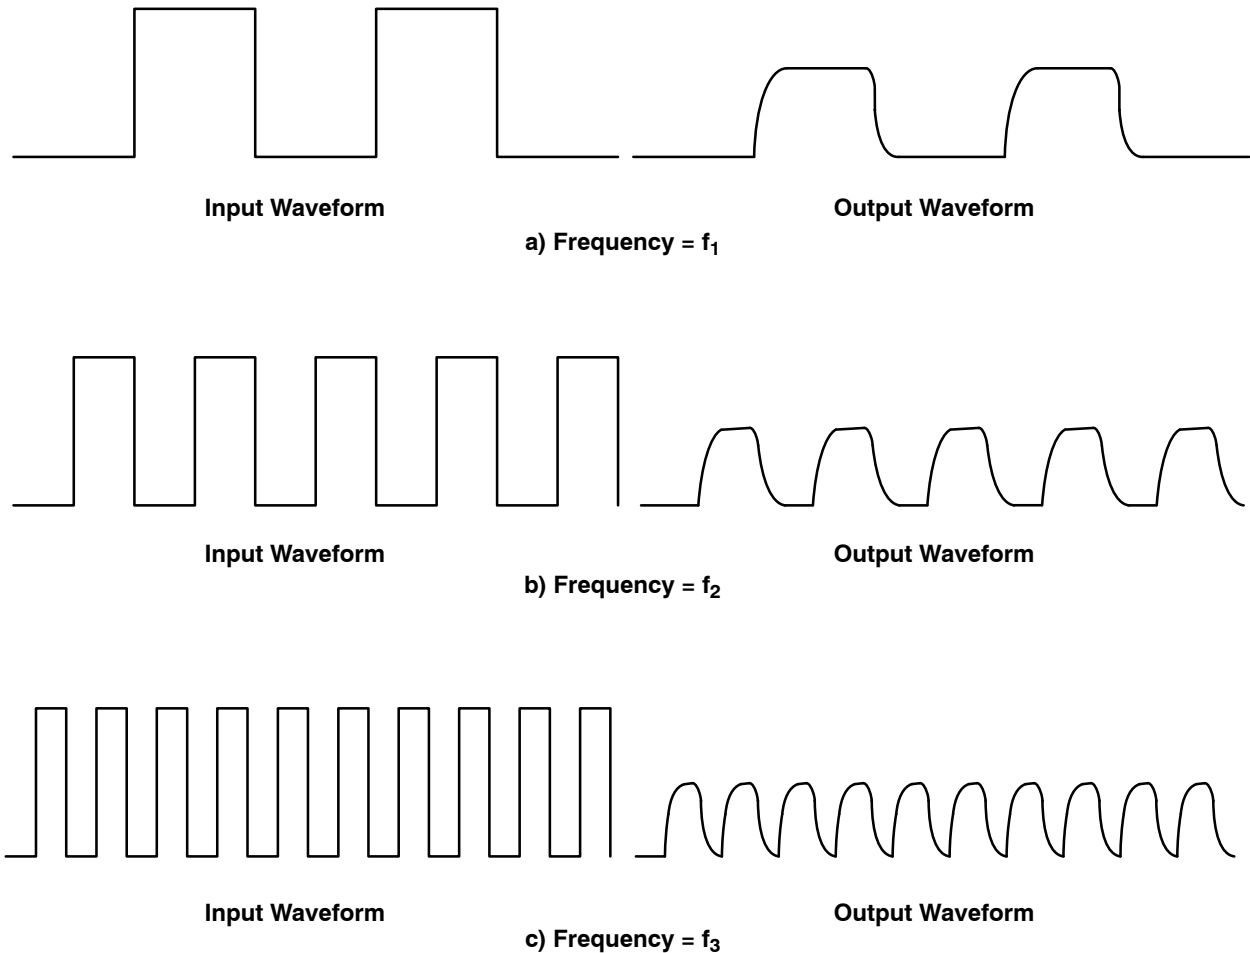 Input Waveform
Output Waveform
a) Frequency = f1
Input Waveform
Output Waveform
b) Frequency = f2
Input Waveform
Output Waveform
c) Frequency = f3